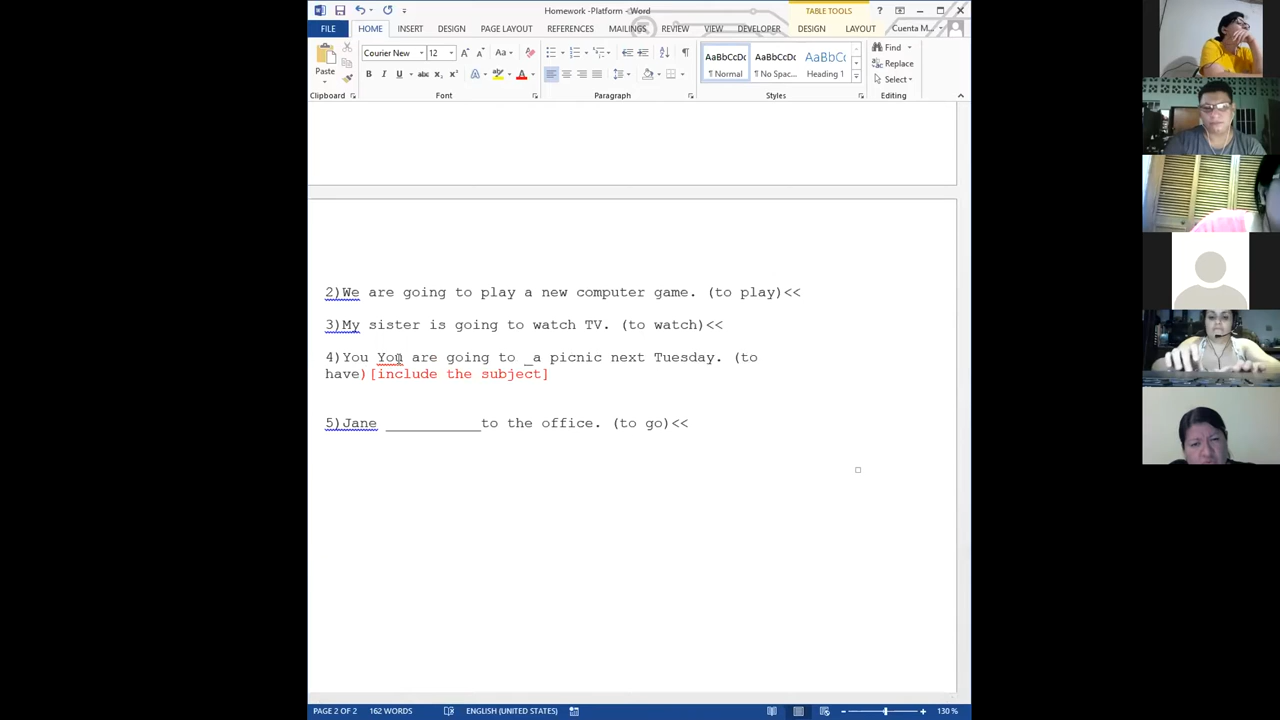 Homework -Platform - Word
TABLE TOOLS
FILE HOME INSERT DESIGN PAGE LAYOUT REFERENCES MAILINGS REVIEW VIEW DEVELOPER DESIGN LAYOUT Cuenta M...
Paste
Courier New 12
AaBbCcDc AaBbCcDc AaBbCc
¶ Normal ¶ No Spac... Heading 1
Find
Replace
Select
Clipboard Font Paragraph Styles Editing
2)We are going to play a new computer game. (to play)<<
3)My sister is going to watch TV. (to watch)<<
4)You You are going to _a picnic next Tuesday. (to
have)[include the subject]
5)Jane ___________to the office. (to go)<<
PAGE 2 OF 2 162 WORDS ENGLISH (UNITED STATES) 130 %